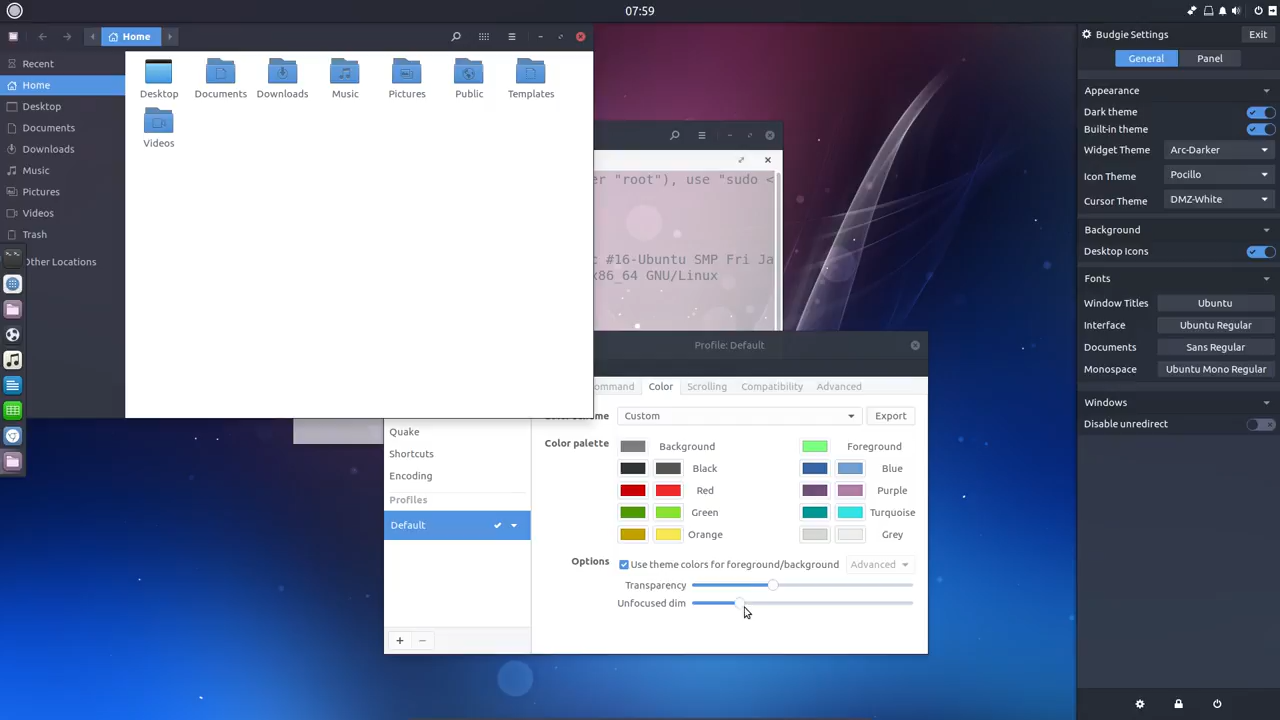 07:59
Home
Recent
Home
Desktop
Documents
Downloads
Music
Pictures
Videos
Trash
Other Locations
Desktop
Documents
Downloads
Music
Pictures
Public
Templates
Videos
er "root"), use "sudo <
#16-Ubuntu SMP Fri Ja
x86_64 GNU/Linux
Profile: Default
ommand
Color
Scrolling
Compatibility
Advanced
Quake
Shortcuts
Encoding
Profiles
Default
Color scheme
Custom
Export
Color palette
Background
Foreground
Black
Blue
Red
Purple
Green
Turquoise
Orange
Grey
Options
Use theme colors for foreground/background
Advanced
Transparency
Unfocused dim
Budgie Settings
Exit
General
Panel
Appearance
Dark theme
Built-in theme
Widget Theme
Arc-Darker
Icon Theme
Pocillo
Cursor Theme
DMZ-White
Background
Desktop Icons
Fonts
Window Titles
Ubuntu
Interface
Ubuntu Regular
Documents
Sans Regular
Monospace
Ubuntu Mono Regular
Windows
Disable unredirect